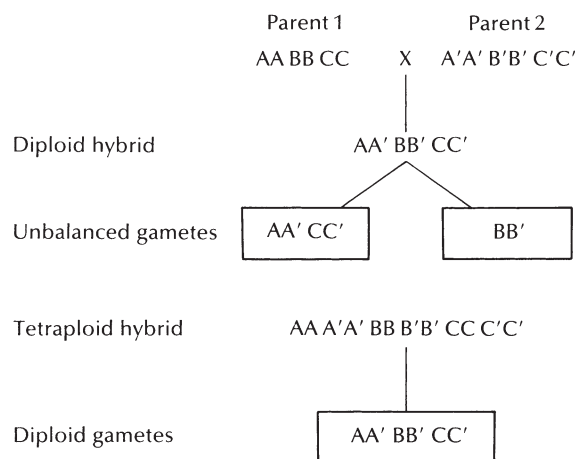 Parent 1 Parent 2
AA BB CC X A′A′ B′B′ C′C′
Diploid hybrid AA′ BB′ CC′
Unbalanced gametes AA′ CC′ BB′
Tetraploid hybrid AA A′A′ BB B′B′ CC C′C′
Diploid gametes AA′ BB′ CC′